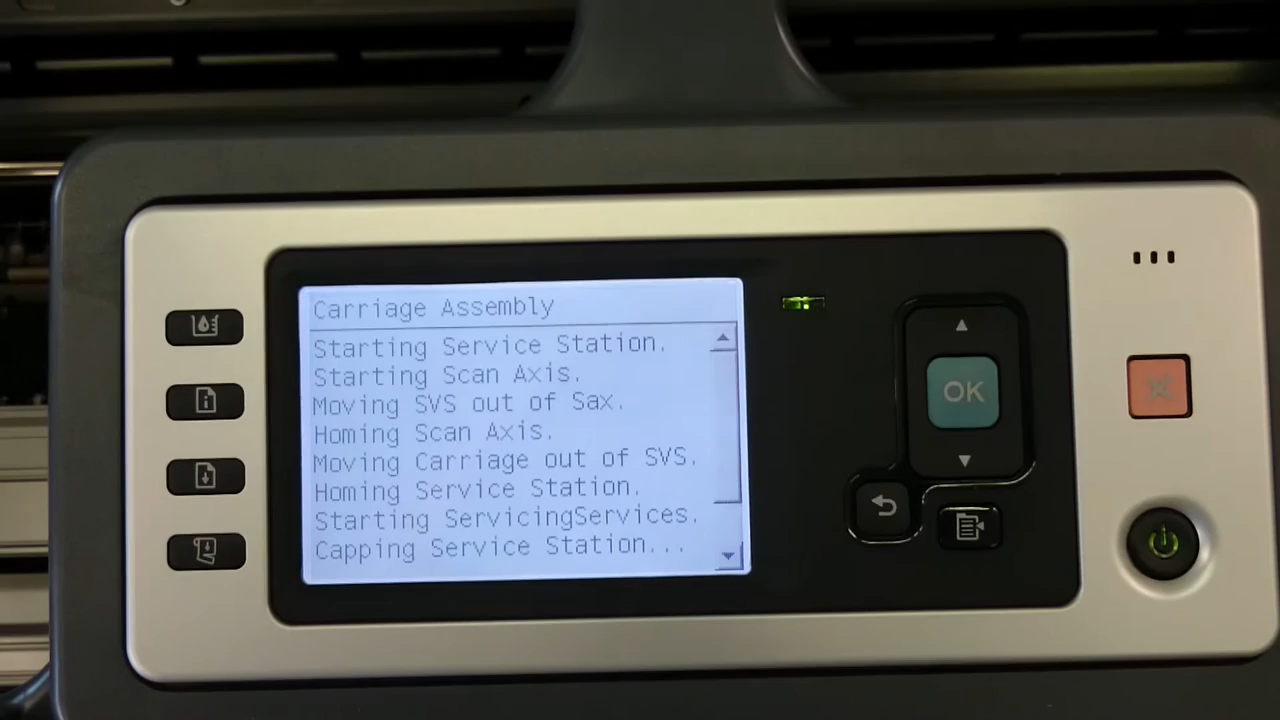 Carriage Assembly
Starting Service Station.
Starting Scan Axis.
Moving SVS out of Sax.
Homing Scan Axis.
Moving Carriage out of SVS.
Homing Service Station.
Starting ServicingServices.
Capping Service Station...
OK